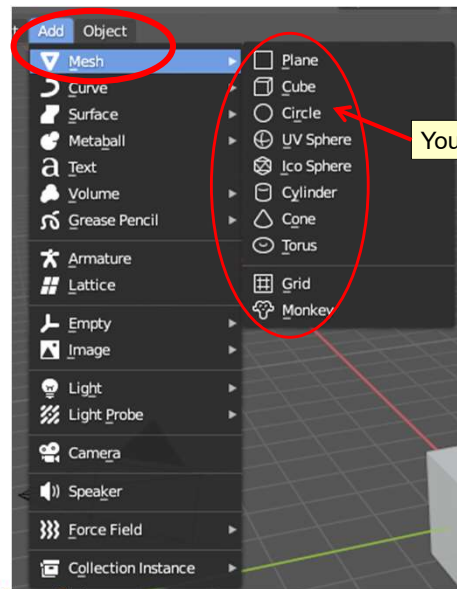 Add Object
Mesh
Curve
Surface
Metaball
Text
Volume
Grease Pencil
Armature
Lattice
Empty
Image
Light
Light Probe
Camera
Speaker
Force Field
Collection Instance
Plane
Cube
Circle
UV Sphere
Ico Sphere
Cylinder
Cone
Torus
Grid
Monkey
You